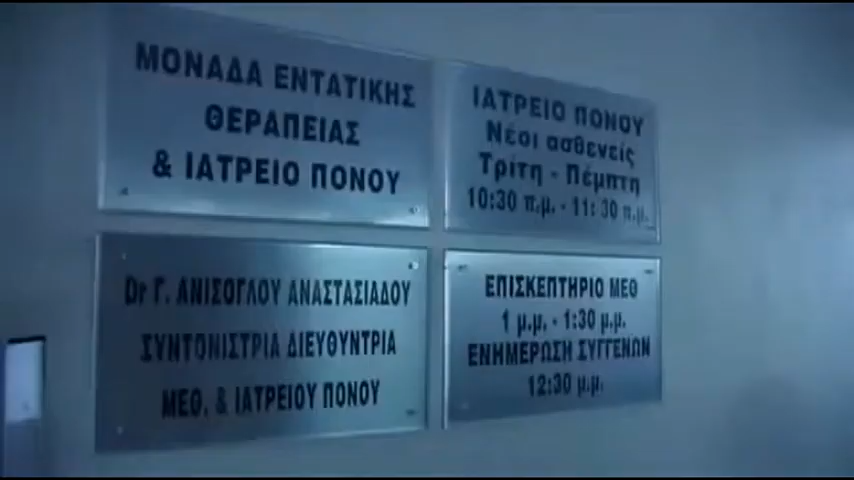 ΜΟΝΑΔΑ ΕΝΤΑΤΙΚΗΣ
ΘΕΡΑΠΕΙΑΣ
& ΙΑΤΡΕΙΟ ΠΟΝΟΥ
ΙΑΤΡΕΙΟ ΠΟΝΟΥ
Νέοι ασθενείς
Τρίτη - Πέμπτη
10:30 π.μ. - 11:30 π.μ.
Dr Γ. ΑΝΙΣΟΓΛΟΥ ΑΝΑΣΤΑΣΙΑΔΟΥ
ΣΥΝΤΟΝΙΣΤΡΙΑ ΔΙΕΥΘΥΝΤΡΙΑ
ΜΕΘ. & ΙΑΤΡΕΙΟΥ ΠΟΝΟΥ
ΕΠΙΣΚΕΠΤΗΡΙΟ ΜΕΘ
1 μ.μ. - 1:30 μ.μ.
ΕΝΗΜΕΡΩΣΗ ΣΥΓΓΕΝΩΝ
12:30 μ.μ.